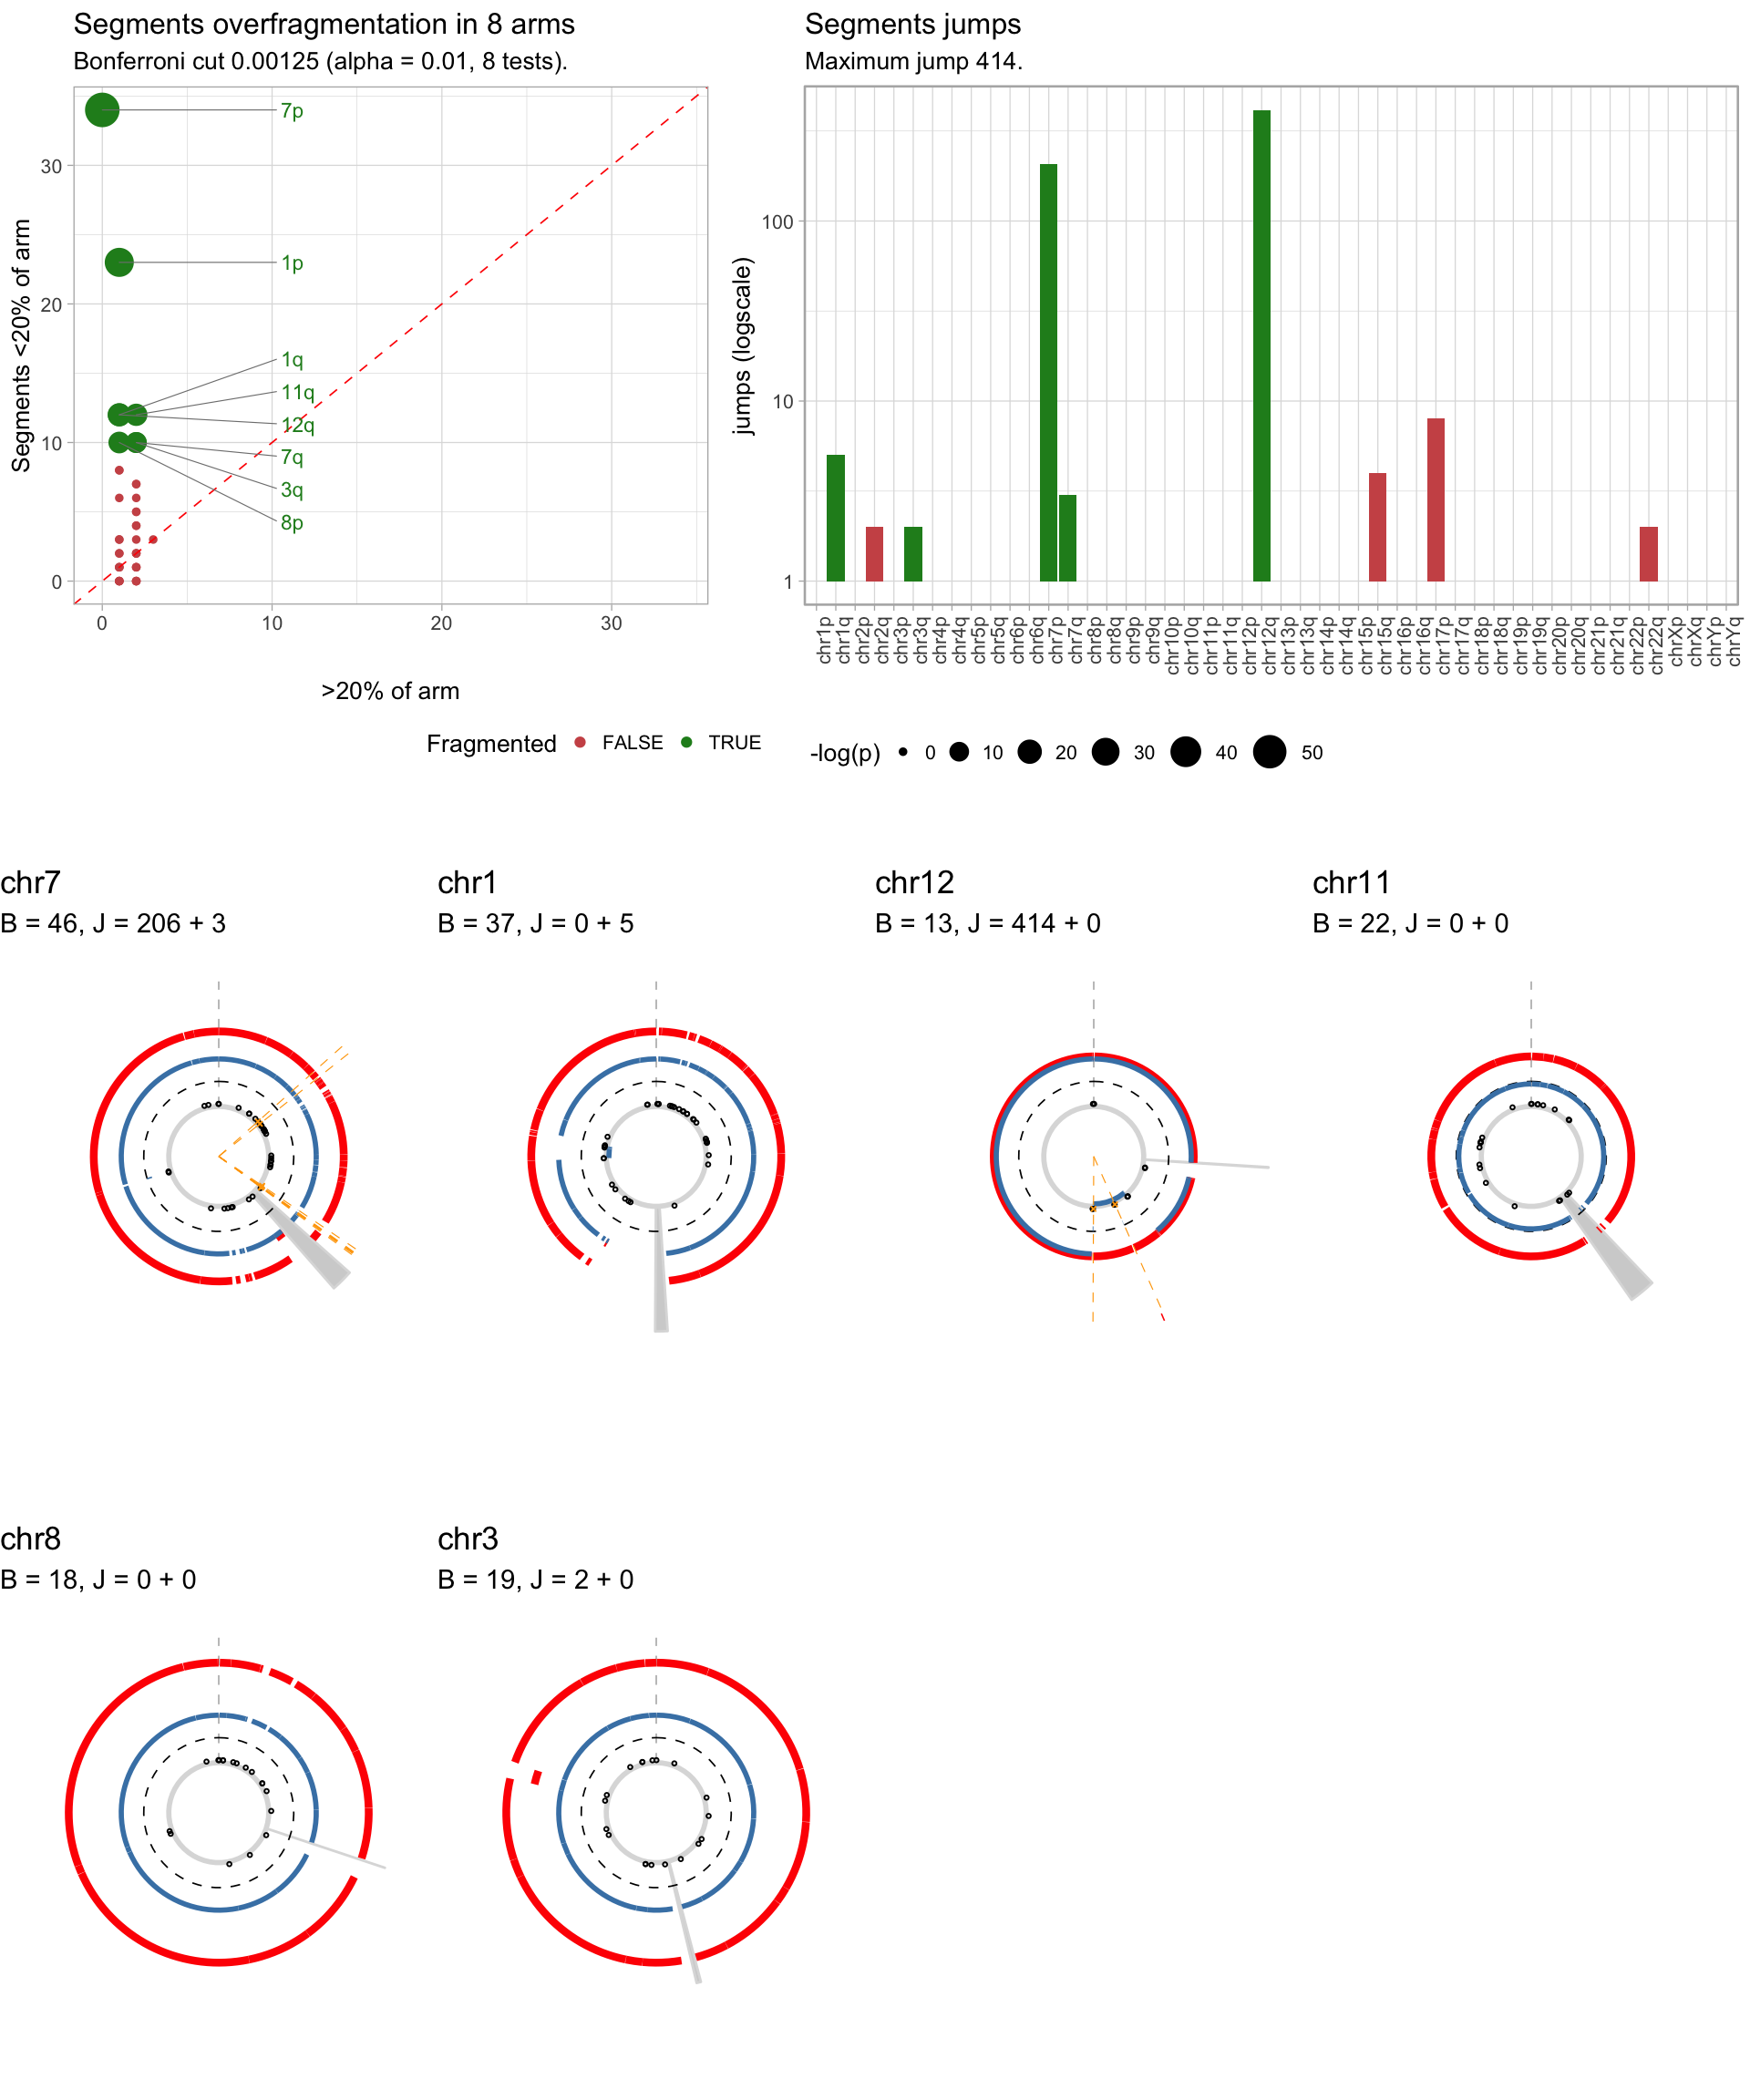 Segments overfragmentation in 8 arms
Bonferroni cut 0.00125 (alpha = 0.01, 8 tests).
Segments <20% of arm
30
20
10
0
7p
1p
1q
11q
12q
7q
3q
8p
0
10
20
30
>20% of arm
Fragmented
FALSE
TRUE
Segments jumps
Maximum jump 414.
jumps (logscale)
100
10
1
chr1p
chr1q
chr2p
chr2q
chr3p
chr3q
chr4p
chr4q
chr5p
chr5q
chr6p
chr6q
chr7p
chr7q
chr8p
chr8q
chr9p
chr9q
chr10p
chr10q
chr11p
chr11q
chr12p
chr12q
chr13p
chr13q
chr14p
chr14q
chr15p
chr15q
chr16p
chr16q
chr17p
chr17q
chr18p
chr18q
chr19p
chr19q
chr20p
chr20q
chr21p
chr21q
chr22p
chr22q
chrXp
chrXq
chrYp
chrYq
-log(p)
0
10
20
30
40
50
chr7
B = 46, J = 206 + 3
chr1
B = 37, J = 0 + 5
chr12
B = 13, J = 414 + 0
chr11
B = 22, J = 0 + 0
chr8
B = 18, J = 0 + 0
chr3
B = 19, J = 2 + 0